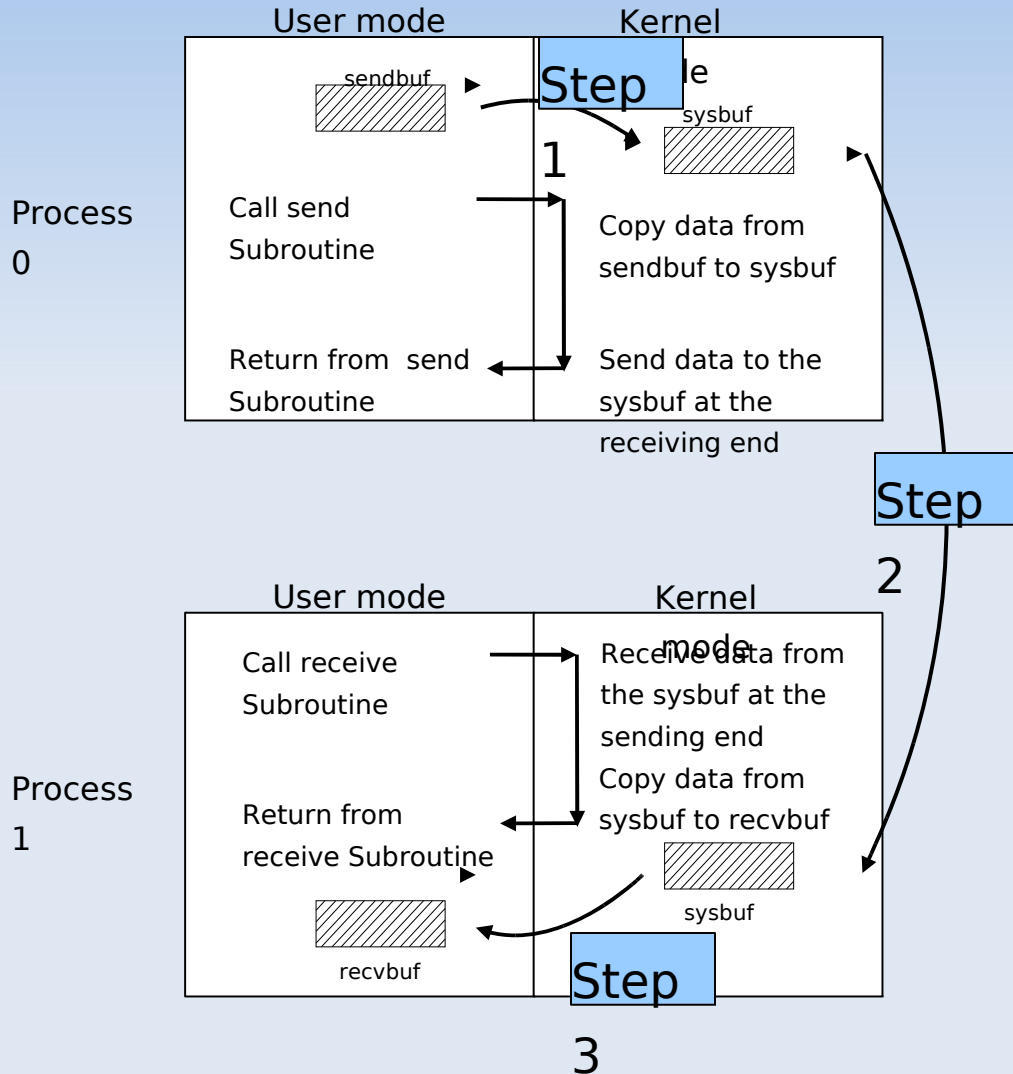 User mode
Kernel
de
sendbuf
Step
1
sysbuf
Process
0
Call send
Subroutine
Copy data from
sendbuf to sysbuf
Return from send
Subroutine
Send data to the
sysbuf at the
receiving end
Step
2
User mode
Kernel
mode
Process
1
Call receive
Subroutine
Receive data from
the sysbuf at the
sending end
Copy data from
sysbuf to recvbuf
Return from
receive Subroutine
sysbuf
recvbuf
Step
3